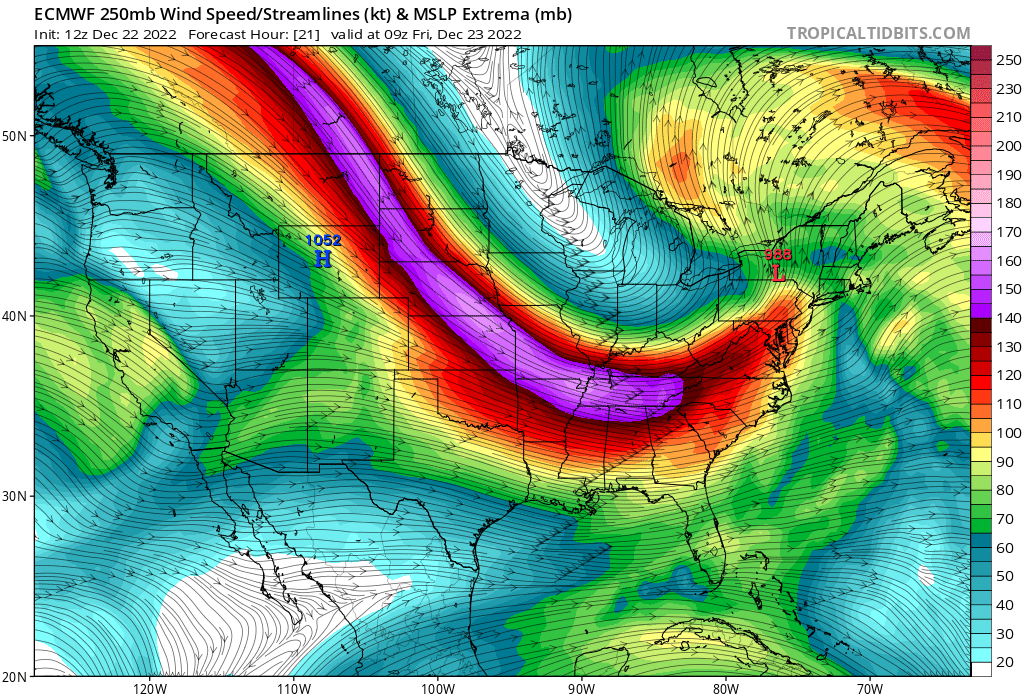 ECMWF 250mb Wind Speed/Streamlines (kt) & MSLP Extrema (mb)
Init: 12z Dec 22 2022 Forecast Hour: [21] valid at 09z Fri, Dec 23 2022
TROPICALTIDBITS.COM
250
230
210
200
190
180
170
160
150
140
130
120
110
100
90
80
70
60
50
40
30
20
50N
40N
30N
20N
1052
H
988
L
120W
110W
100W
90W
80W
70W